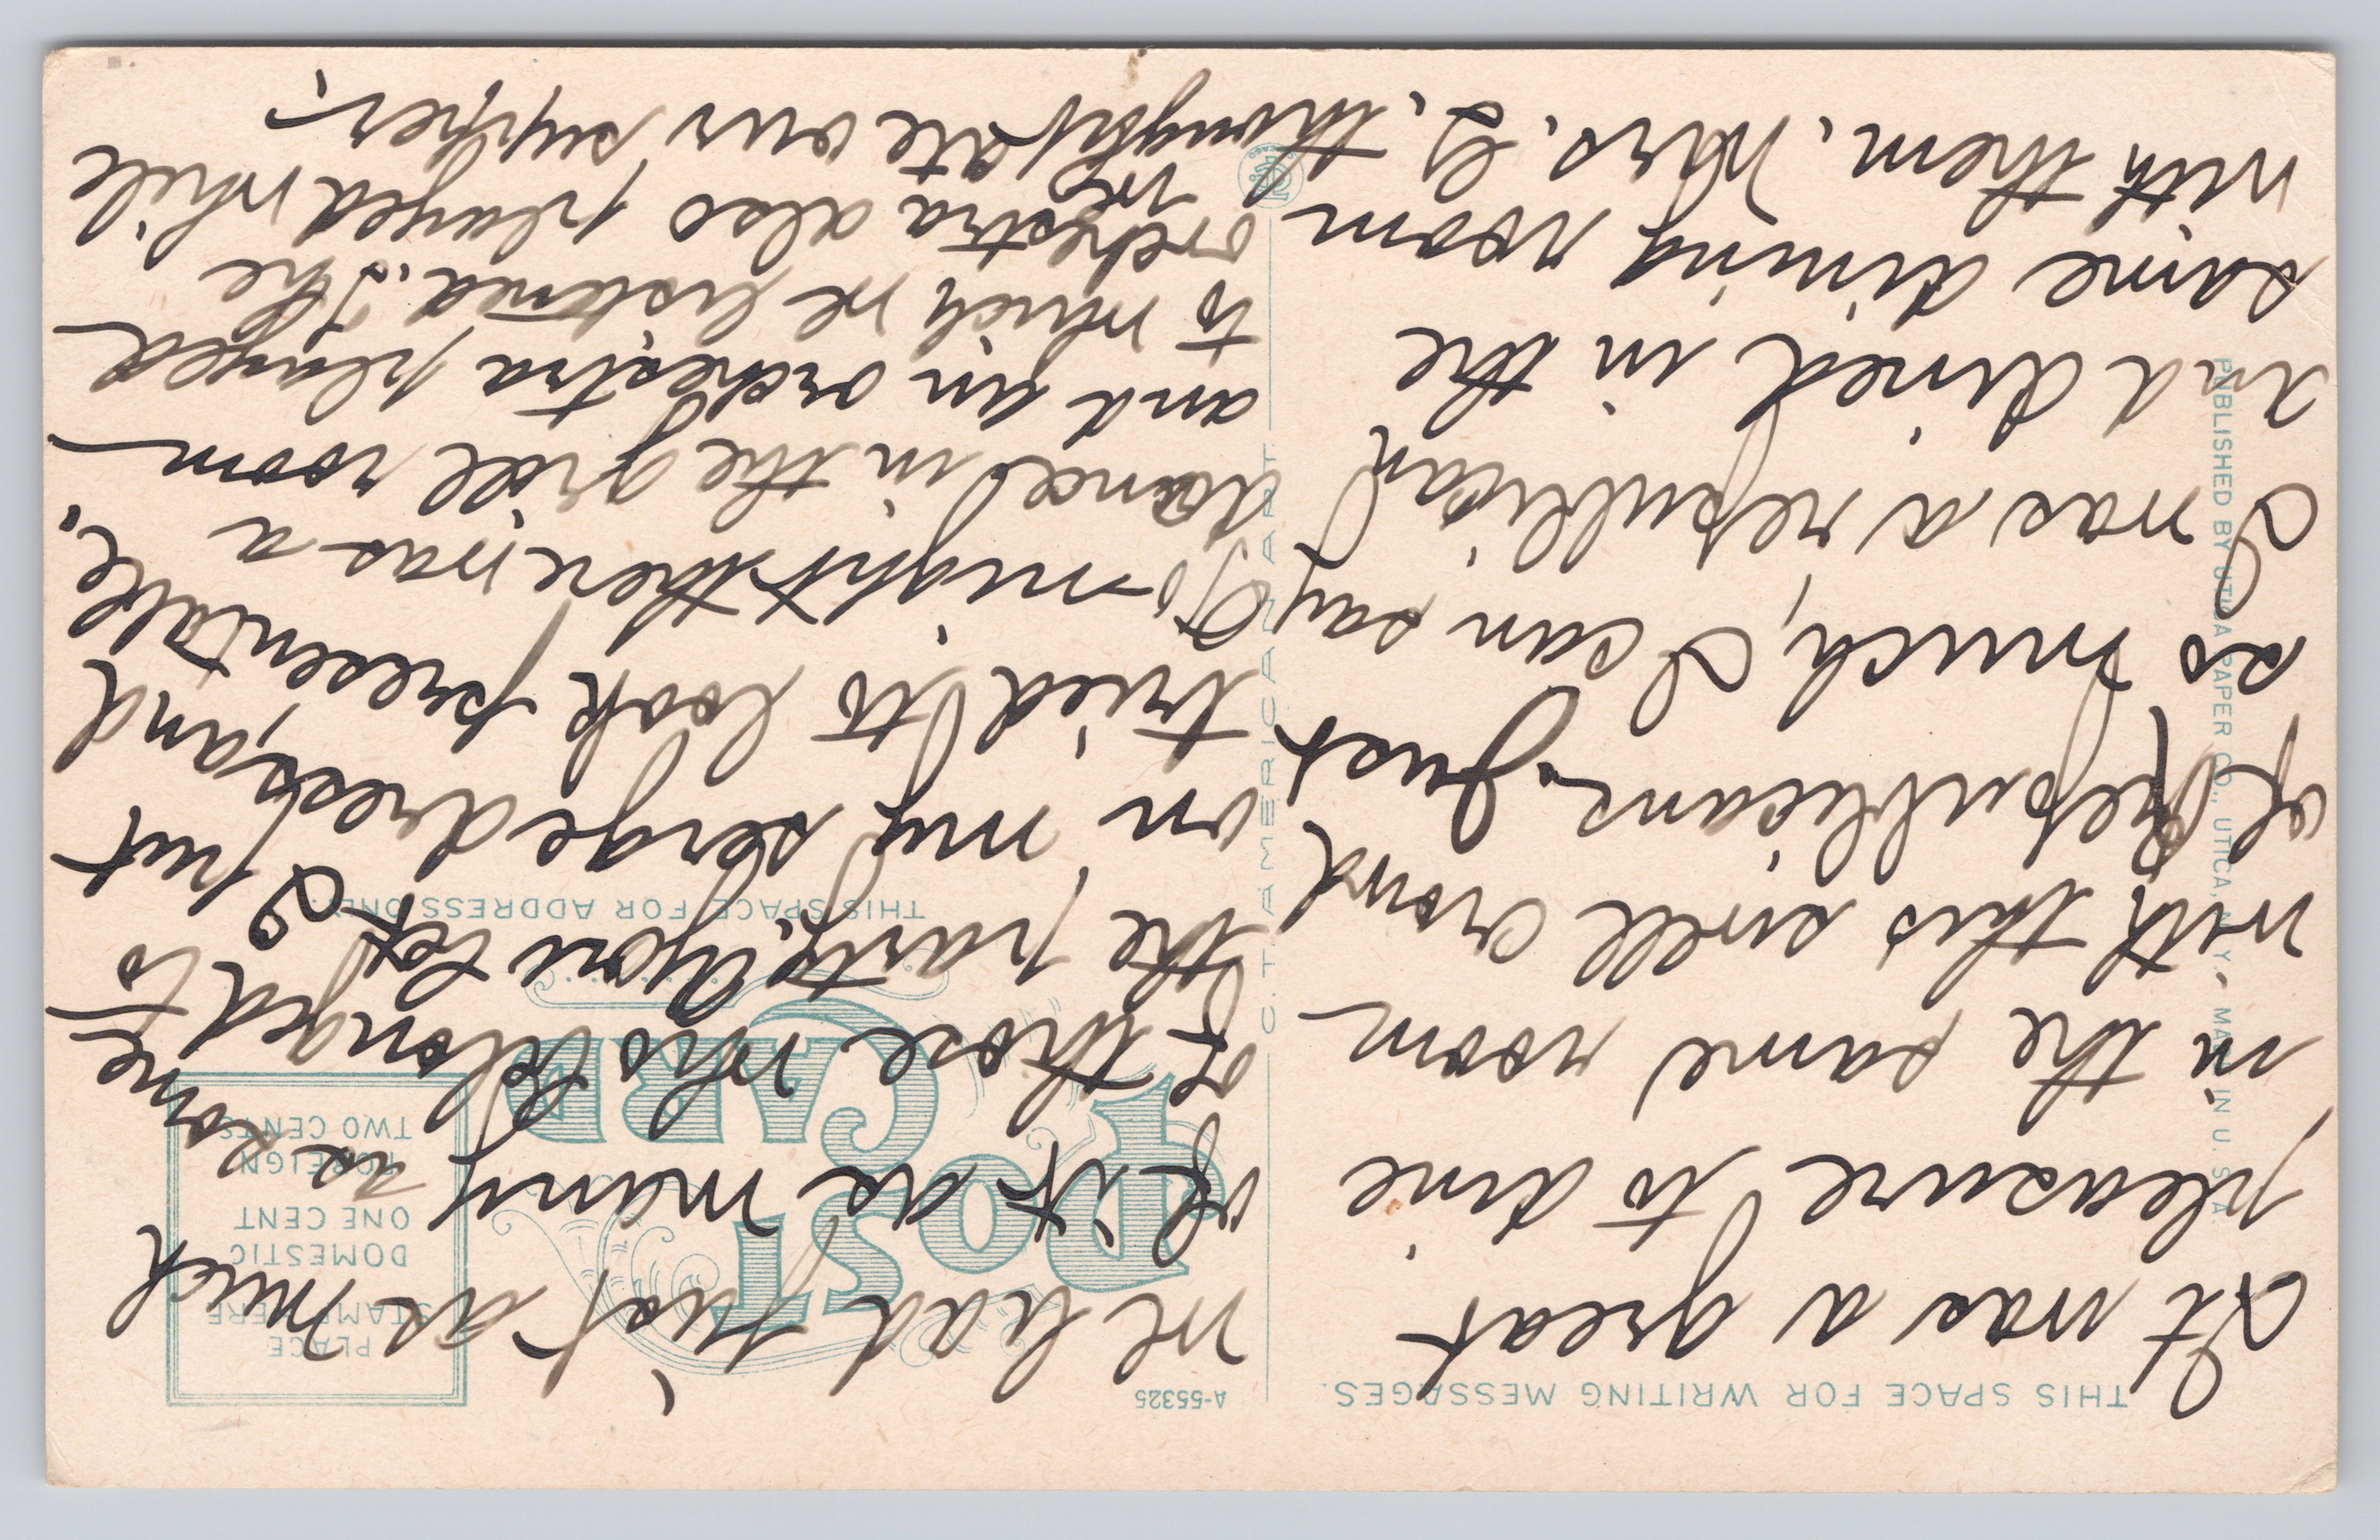 THIS SPACE FOR WRITING MESSAGES.
It was a great
pleasure to dine
in the same room
with this swell crowd
of Republicans. Just
so much, I can say
I was a republican
and dined in the
same dining room
with them. Mrs. G. thought
A-55325
POST CARD
PLACE
STAMP HERE
DOMESTIC
ONE CENT
FOREIGN
TWO CENTS
THIS SPACE FOR ADDRESS ONLY.
we had just as much
of it as many as some
of those who belonged to
the party. You bet I put
on my serge dress, and
tried to look presentable.
To-night there was a
dance in the grill room
and an orchestra played
to which we listened. The
orchestra also played while
we
ate our supper.
PUBLISHED BY UTICA PAPER CO., UTICA, N. Y. MADE IN U. S. A.
C. T. AMERICAN ART